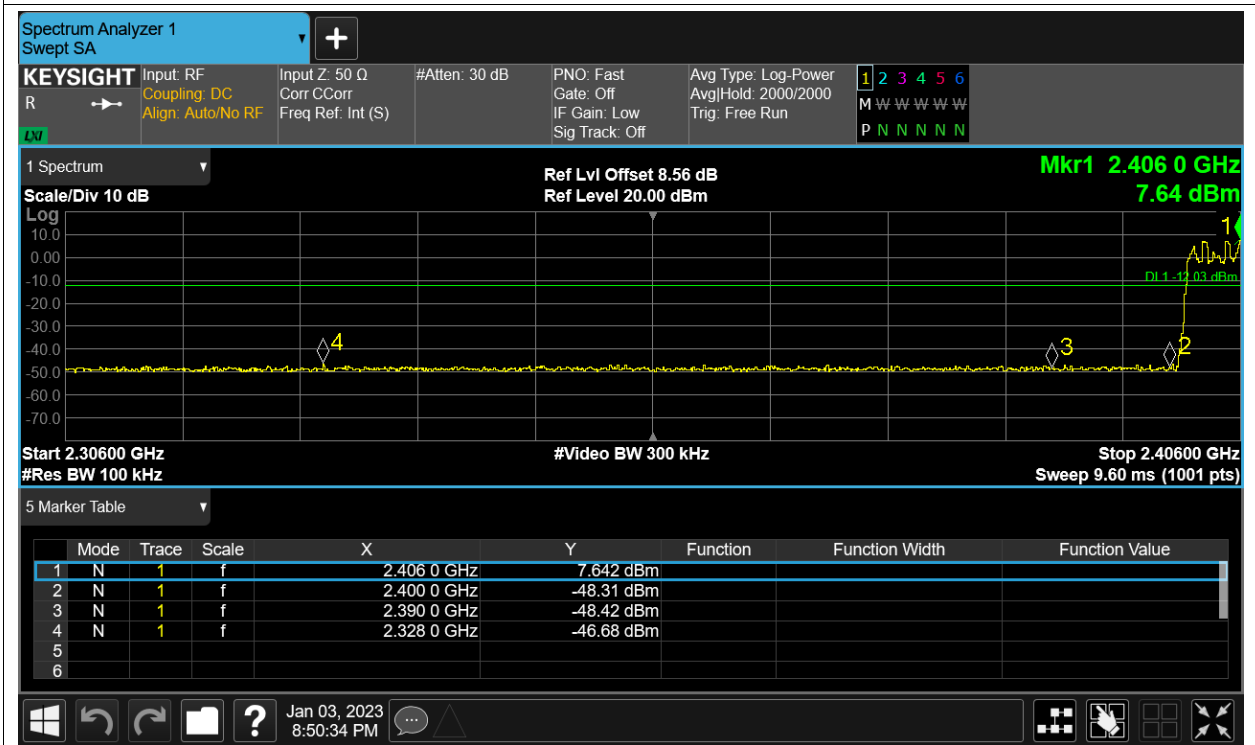 Spectrum Analyzer 1
Swept SA
+
KEYSIGHT Input: RF Input Z: 50 Ω #Atten: 30 dB PNO: Fast Avg Type: Log-Power 1 2 3 4 5 6
R Coupling: DC Corr CCorr Gate: Off Avg|Hold: 2000/2000 M W W W W W
Align: Auto/No RF Freq Ref: Int (S) IF Gain: Low Trig: Free Run
LXI Sig Track: Off P N N N N N
1 Spectrum Ref Lvl Offset 8.56 dB Mkr1 2.406 0 GHz
Scale/Div 10 dB Ref Level 20.00 dBm 7.64 dBm
Log
1
10.0
0.00
DL1 -12.03 dBm
-10.0
-20.0
-30.0
-40.0 4 3 2
-50.0
-60.0
-70.0
Start 2.30600 GHz #Video BW 300 kHz Stop 2.40600 GHz
#Res BW 100 kHz Sweep 9.60 ms (1001 pts)
5 Marker Table
Mode Trace Scale X Y Function Function Width Function Value
1 N 1 f 2.406 0 GHz 7.642 dBm
2 N 1 f 2.400 0 GHz -48.31 dBm
3 N 1 f 2.390 0 GHz -48.42 dBm
4 N 1 f 2.328 0 GHz -46.68 dBm
5
6
? Jan 03, 2023
8:50:34 PM